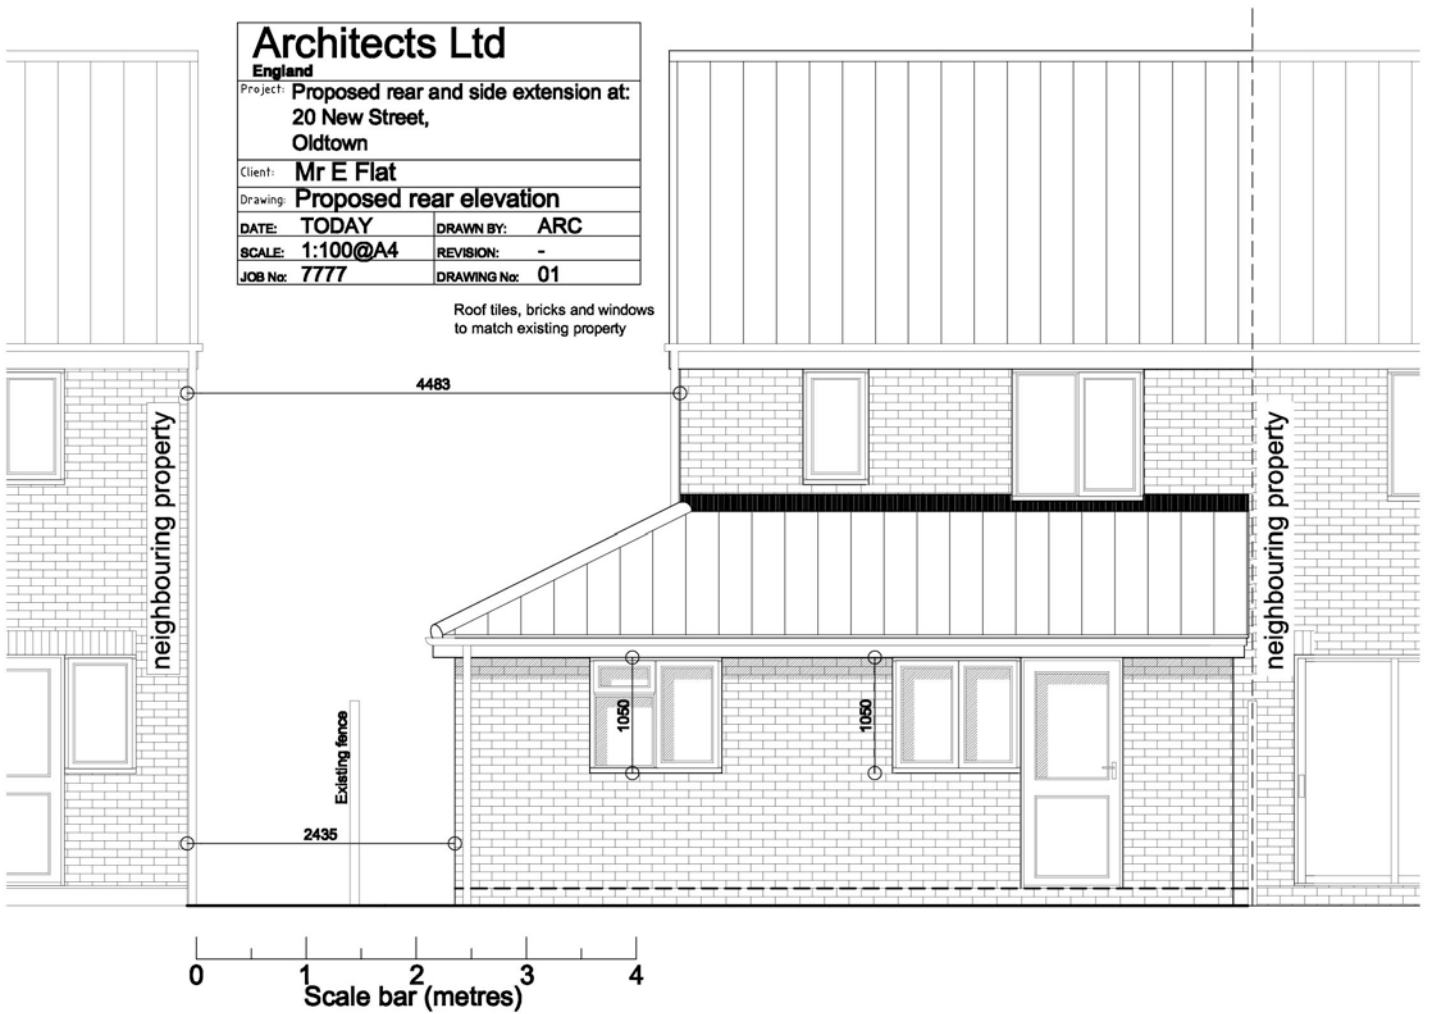 Architects Ltd
England
Project: Proposed rear and side extension at:
20 New Street,
Oldtown
Client: Mr E Flat
Drawing: Proposed rear elevation
DATE: TODAY DRAWN BY: ARC
SCALE: 1:100@A4 REVISION: -
JOB No: 7777 DRAWING No: 01
Roof tiles, bricks and windows
to match existing property
4483
neighbouring property
neighbouring property
1050
1050
Existing fence
2435
0 1 2 3 4
Scale bar (metres)